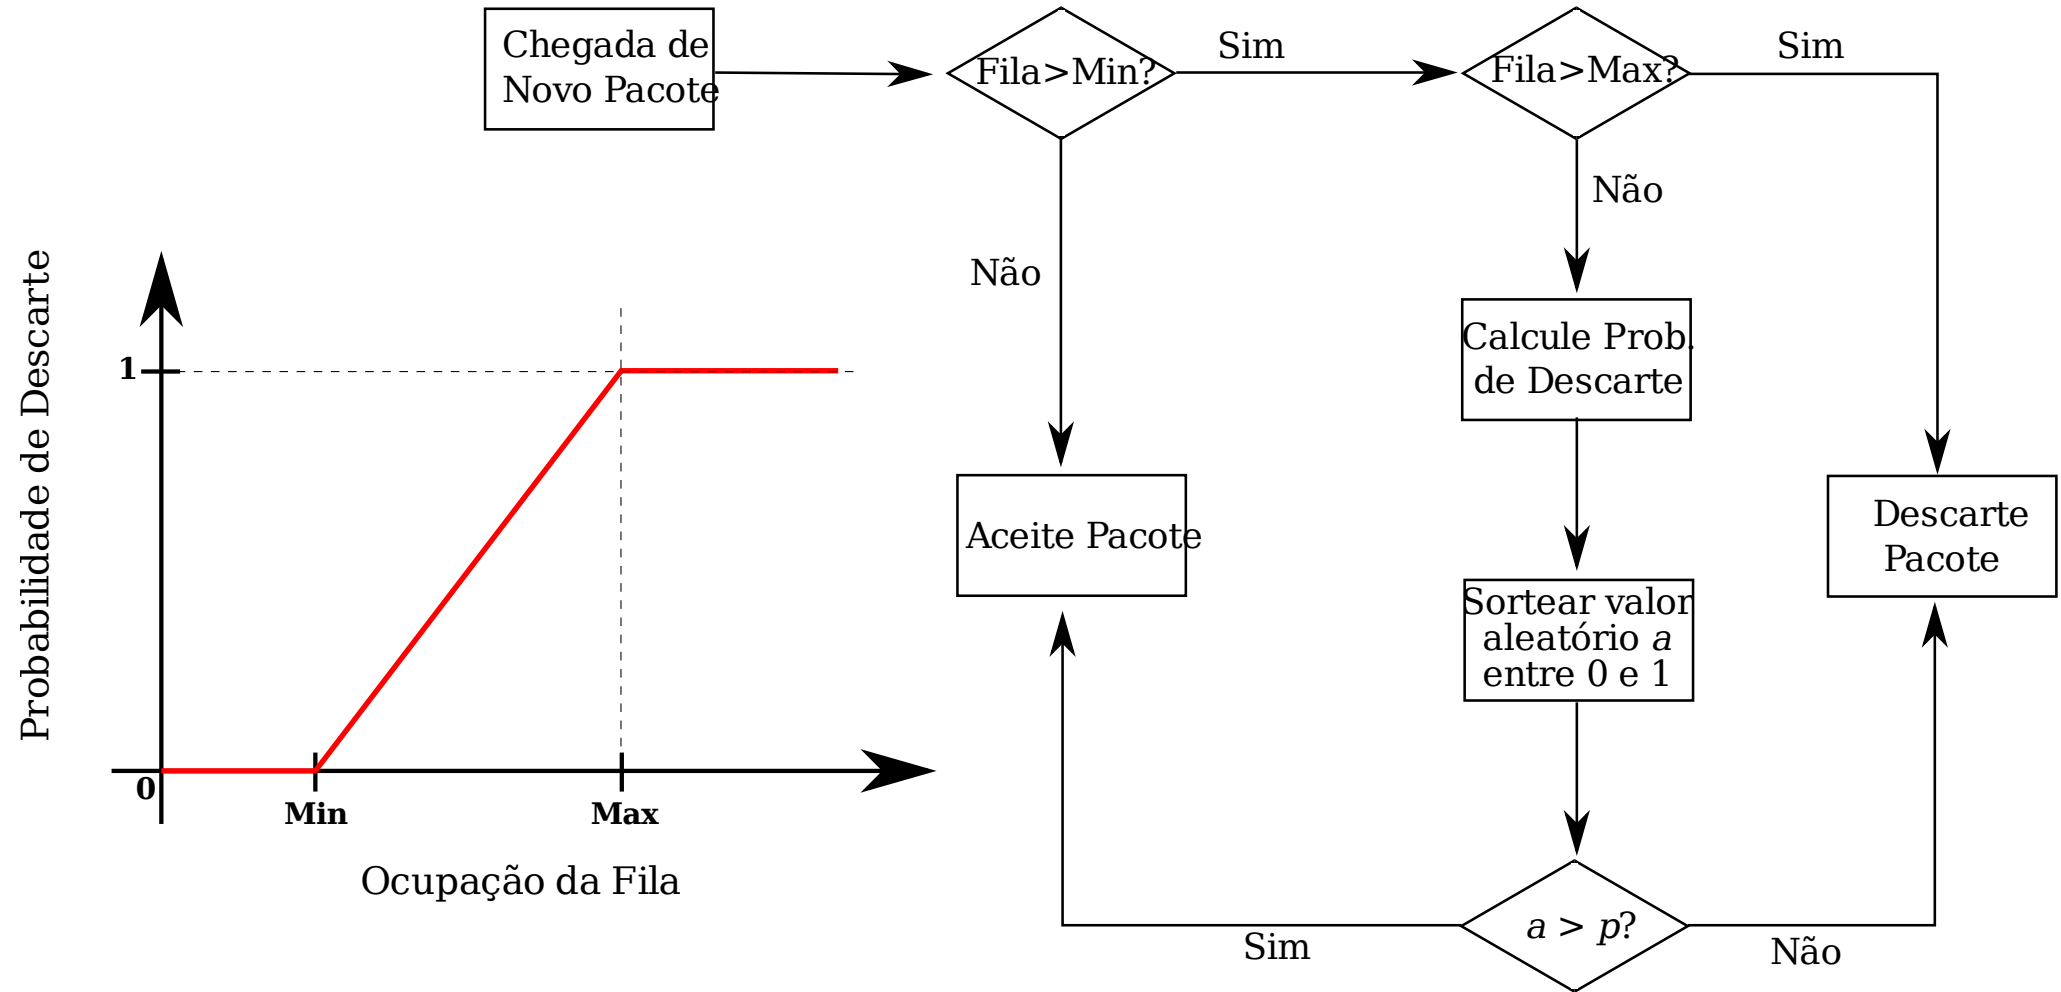 Chegada de
Novo Pacote
Fila>Min?
Sim
Fila>Max?
Sim
Não
Não
Calcule Prob.
de Descarte
Aceite Pacote
Descarte
Pacote
Sortear valor
aleatório a
entre 0 e 1
a > p?
Sim
Não
Probabilidade de Descarte
1
0
Min
Max
Ocupação da Fila